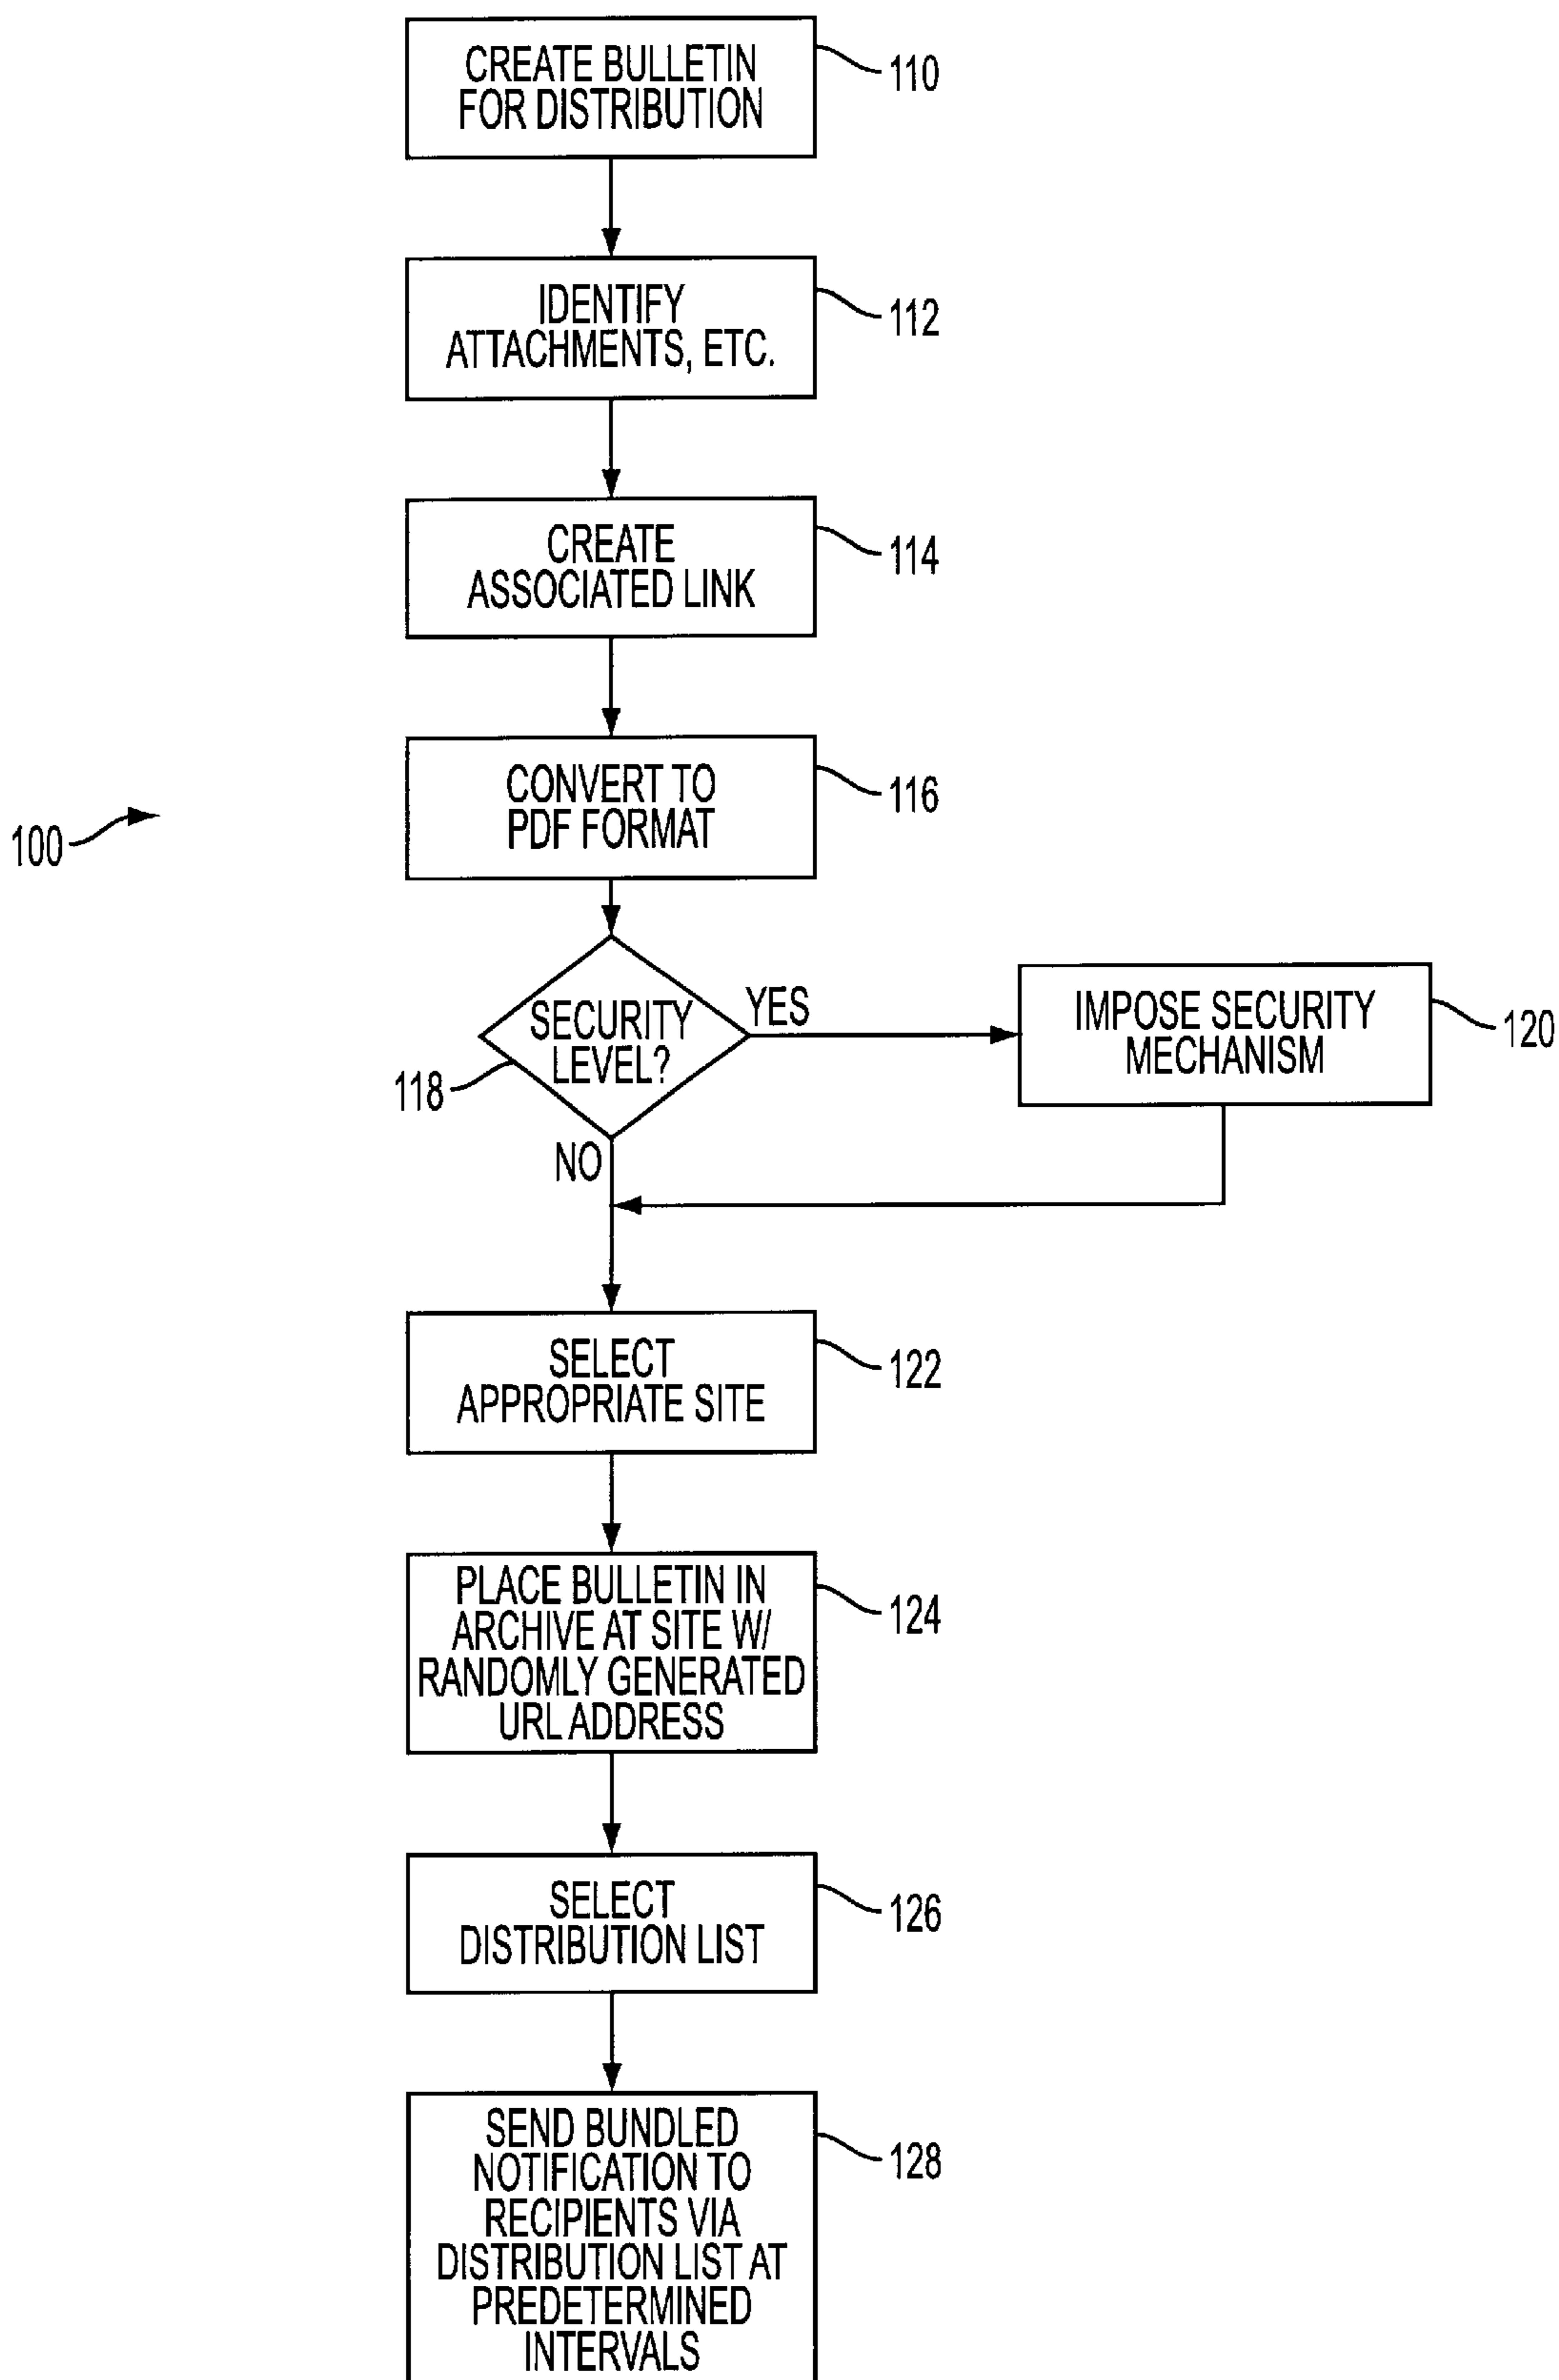 CREATE BULLETIN
FOR DISTRIBUTION
110
IDENTIFY
ATTACHMENTS, ETC.
112
CREATE
ASSOCIATED LINK
114
CONVERT TO
PDF FORMAT
116
100
SECURITY
LEVEL?
118
YES
IMPOSE SECURITY
MECHANISM
120
NO
SELECT
APPROPRIATE SITE
122
PLACE BULLETIN IN
ARCHIVE AT SITE W/
RANDOMLY GENERATED
URL ADDRESS
124
SELECT
DISTRIBUTION LIST
126
SEND BUNDLED
NOTIFICATION TO
RECIPIENTS VIA
DISTRIBUTION LIST AT
PREDETERMINED
INTERVALS
128